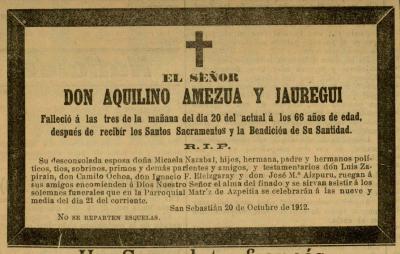 EL SEÑOR
DON AQUILINO AMEZUA Y JAUREGUI
Falleció á las tres de la mañana del día 20 del actual á los 66 años de edad,
después de recibir los Santos Sacramentos y la Bendición de Su Santidad.
R. I. P.
Su desconsolada esposa doña Micaela Narabal, hijos, hermana, padre y hermanos polí-
ticos, tios, sobrinos, primos y demás parientes y amigos, y testamentarios don Luis Za-
pirain, don Camilo Ochoa, don Ignacio F. Eleizgaray y don José M.ª Aizpuru, ruegan á
sus amigos encomienden á Dios Nuestro Señor el alma del finado y se sirvan asistir á los
solemnes funerales que en la Parroquial Matriz de Azpeitia se celebrarán á las nueve y
media del día 21 del corriente.
San Sebastián 20 de Octubre de 1912.
NO SE REPARTEN ESQUELAS.